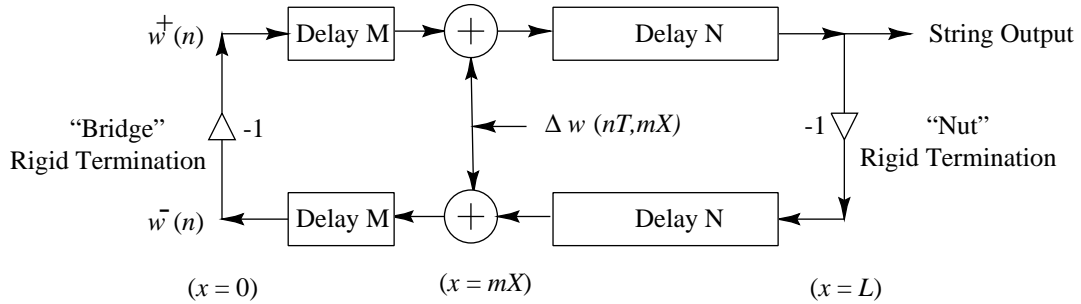 w⁺(n) Delay M + Delay N String Output
“Bridge” -1 Δ w (nT,mX) -1 “Nut”
Rigid Termination Rigid Termination
w⁻(n) Delay M + Delay N
(x = 0) (x = mX) (x = L)